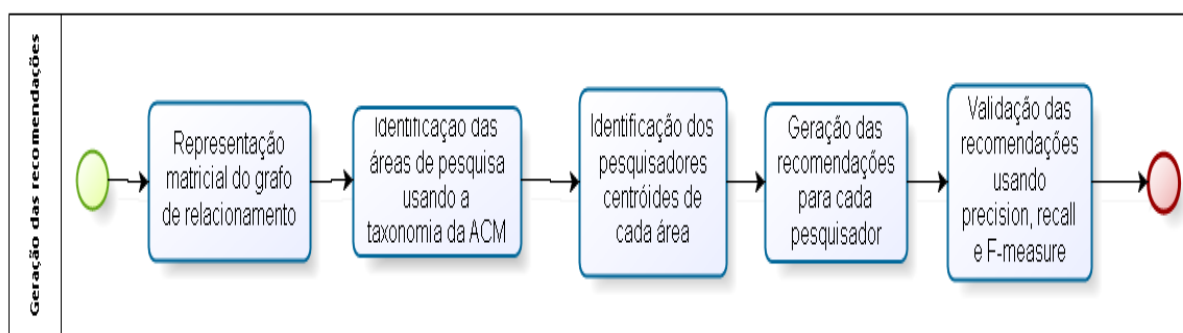 Geração das recomendações
Representação
matricial do grafo
de relacionamento
Identificação das
áreas de pesquisa
usando a
taxonomia da ACM
Identificação dos
pesquisadores
centróides de
cada área
Geração das
recomendações
para cada
pesquisador
Validação das
recomendações
usando
precision, recall
e F-measure